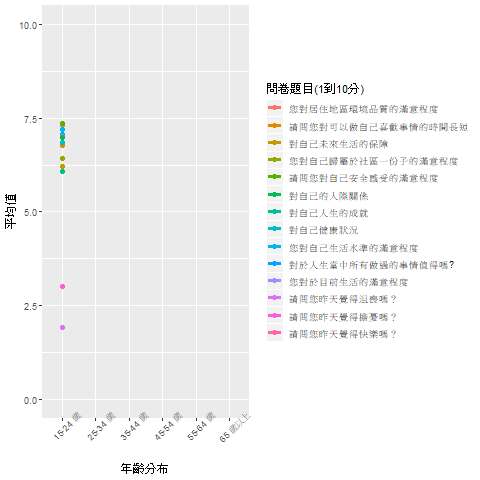 10.0
7.5
5.0
2.5
0.0
平均值
15-24 歲
25-34 歲
35-44 歲
45-54 歲
55-64 歲
65 歲以上
年齡分布
問卷題目(1到10分)
您對居住地區環境品質的滿意程度
請問您對可以做自己喜歡事情的時間長短
對自己未來生活的保障
您對自己歸屬於社區一份子的滿意程度
請問您對自己安全感受的滿意程度
對自己的人際關係
對自己人生的成就
對自己健康狀況
您對自己生活水準的滿意程度
對於人生當中所有做過的事情值得嗎?
您對於目前生活的滿意程度
請問您昨天覺得沮喪嗎？
請問您昨天覺得擔憂嗎？
請問您昨天覺得快樂嗎？